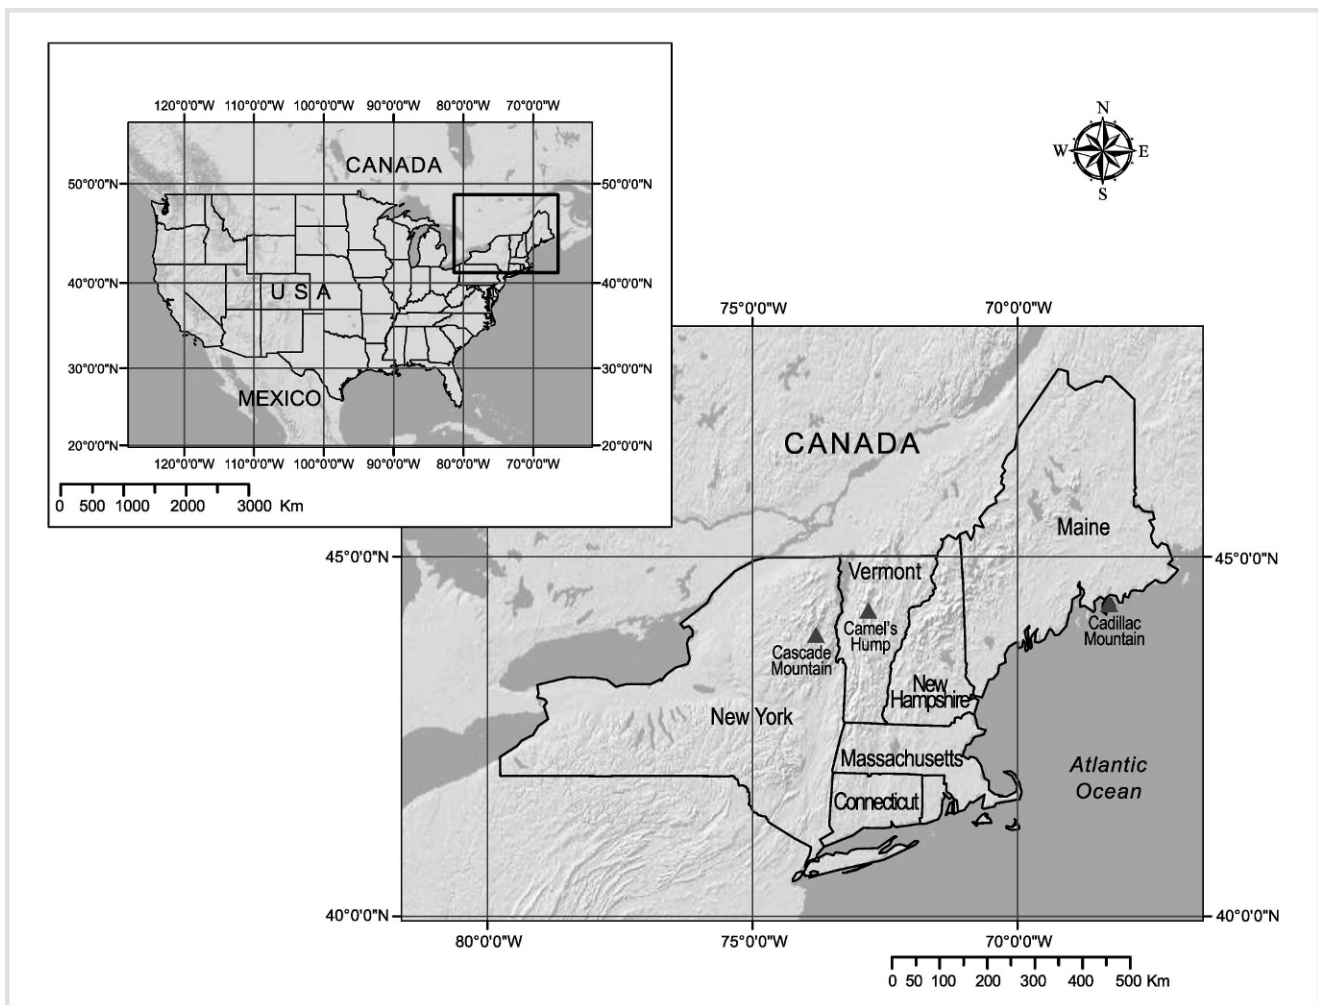 120°0'0"W 110°0'0"W 100°0'0"W 90°0'0"W 80°0'0"W 70°0'0"W
CANADA
50°0'0"N 50°0'0"N
40°0'0"N 40°0'0"N
USA
30°0'0"N 30°0'0"N
MEXICO
20°0'0"N 20°0'0"N
120°0'0"W 110°0'0"W 100°0'0"W 90°0'0"W 80°0'0"W 70°0'0"W
0 500 1000 2000 3000 Km
N
W E
S
75°0'0"W 70°0'0"W
CANADA
Maine
45°0'0"N 45°0'0"N
Vermont
Camel's
Hump
Cascade
Mountain
Cadillac
Mountain
New
Hampshire
New York
Massachusetts
Connecticut
Atlantic
Ocean
40°0'0"N 40°0'0"N
80°0'0"W 75°0'0"W 70°0'0"W
0 50 100 200 300 400 500 Km